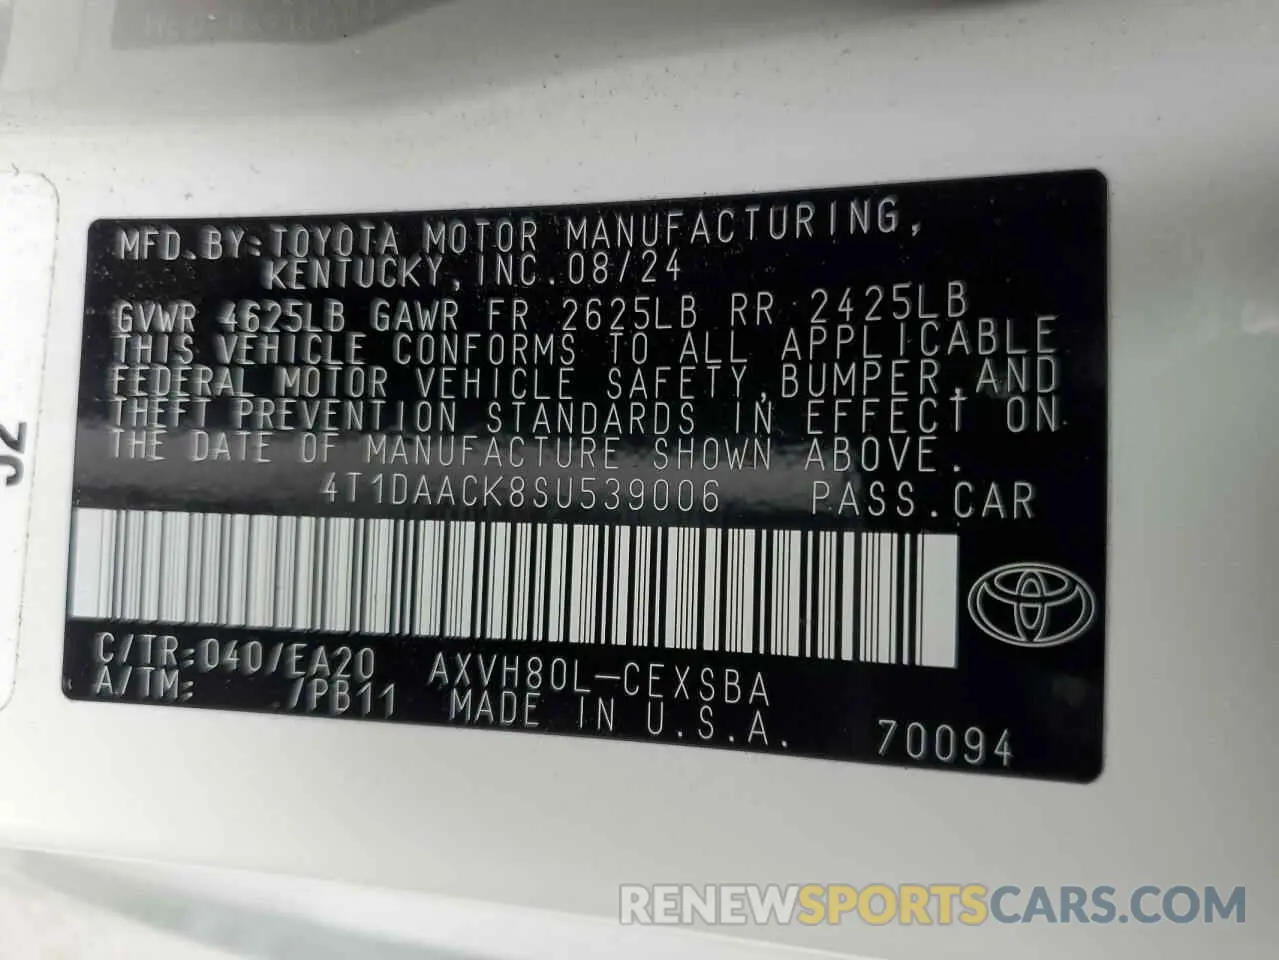 MFD.BY:TOYOTA MOTOR MANUFACTURING,
KENTUCKY,INC.08/24
GVWR 4625LB GAWR FR 2625LB RR 2425LB
THIS VEHICLE CONFORMS TO ALL APPLICABLE
FEDERAL MOTOR VEHICLE SAFETY,BUMPER,AND
THEFT PREVENTION STANDARDS IN EFFECT ON
THE DATE OF MANUFACTURE SHOWN ABOVE.
4T1DAACK8SU539006 PASS.CAR
C/TR:040/EA20 AXVH80L-CEXSBA
A/TM: /PB11 MADE IN U.S.A.
70094
RENEWSPORTSCARS.COM